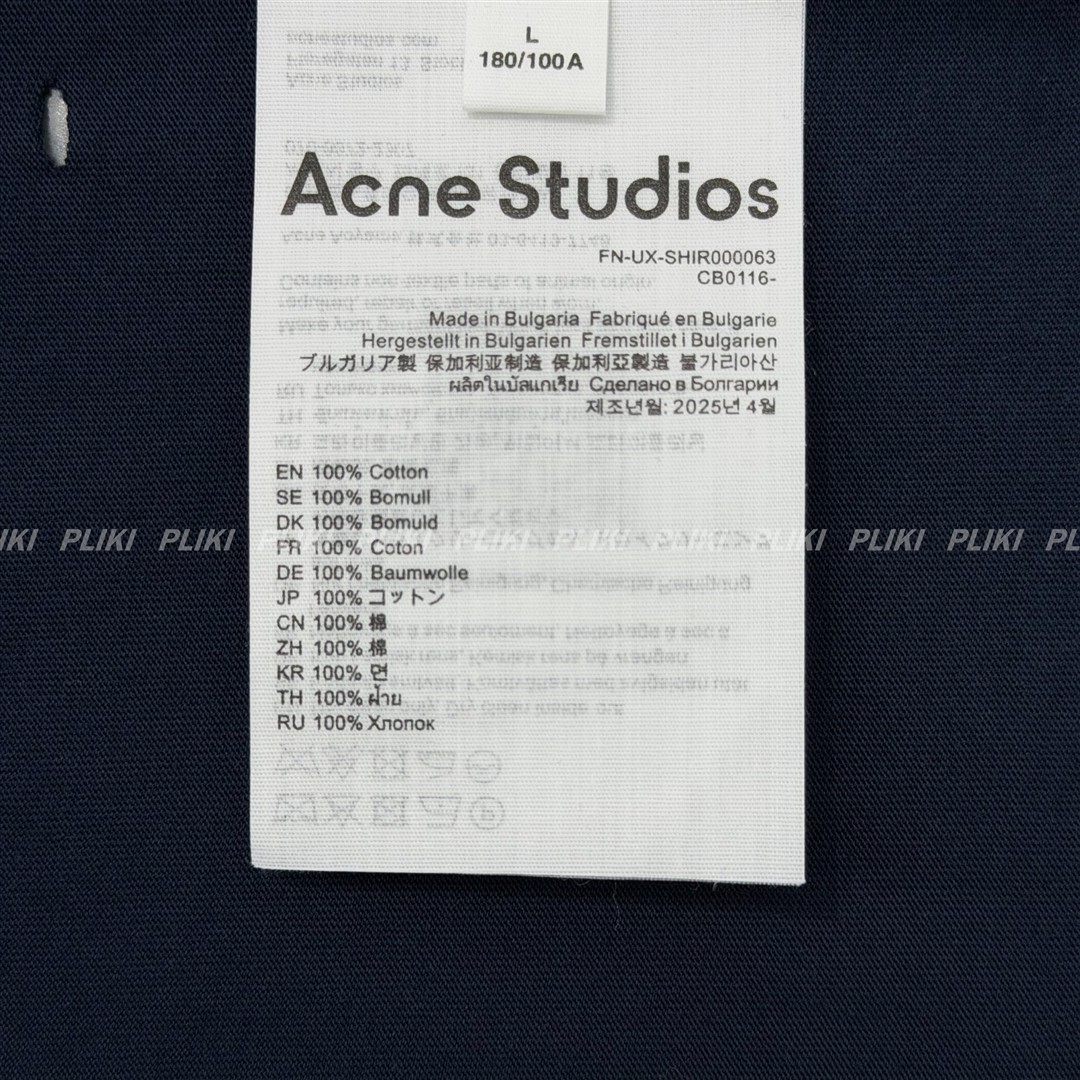 L
180/100A
Acne Studios
FN-UX-SHIR000063
CB0116-
Made in Bulgaria Fabriqué en Bulgarie
Hergestellt in Bulgarien Fremstillet i Bulgarien
ブルガリア製 保加利亚制造 保加利亞製造 불가리아산
ผลิตในบัลแกเรีย Сделано в Болгарии
제조년월: 2025년 4월
EN 100% Cotton
SE 100% Bomull
DK 100% Bomuld
PLIKI PLIKI PLIKI PLIKI PLIKI
FR 100% Coton
DE 100% Baumwolle
JP 100% コットン
CN 100% 棉
ZH 100% 棉
KR 100% 면
TH 100% ฝ้าย
RU 100% Хлопок